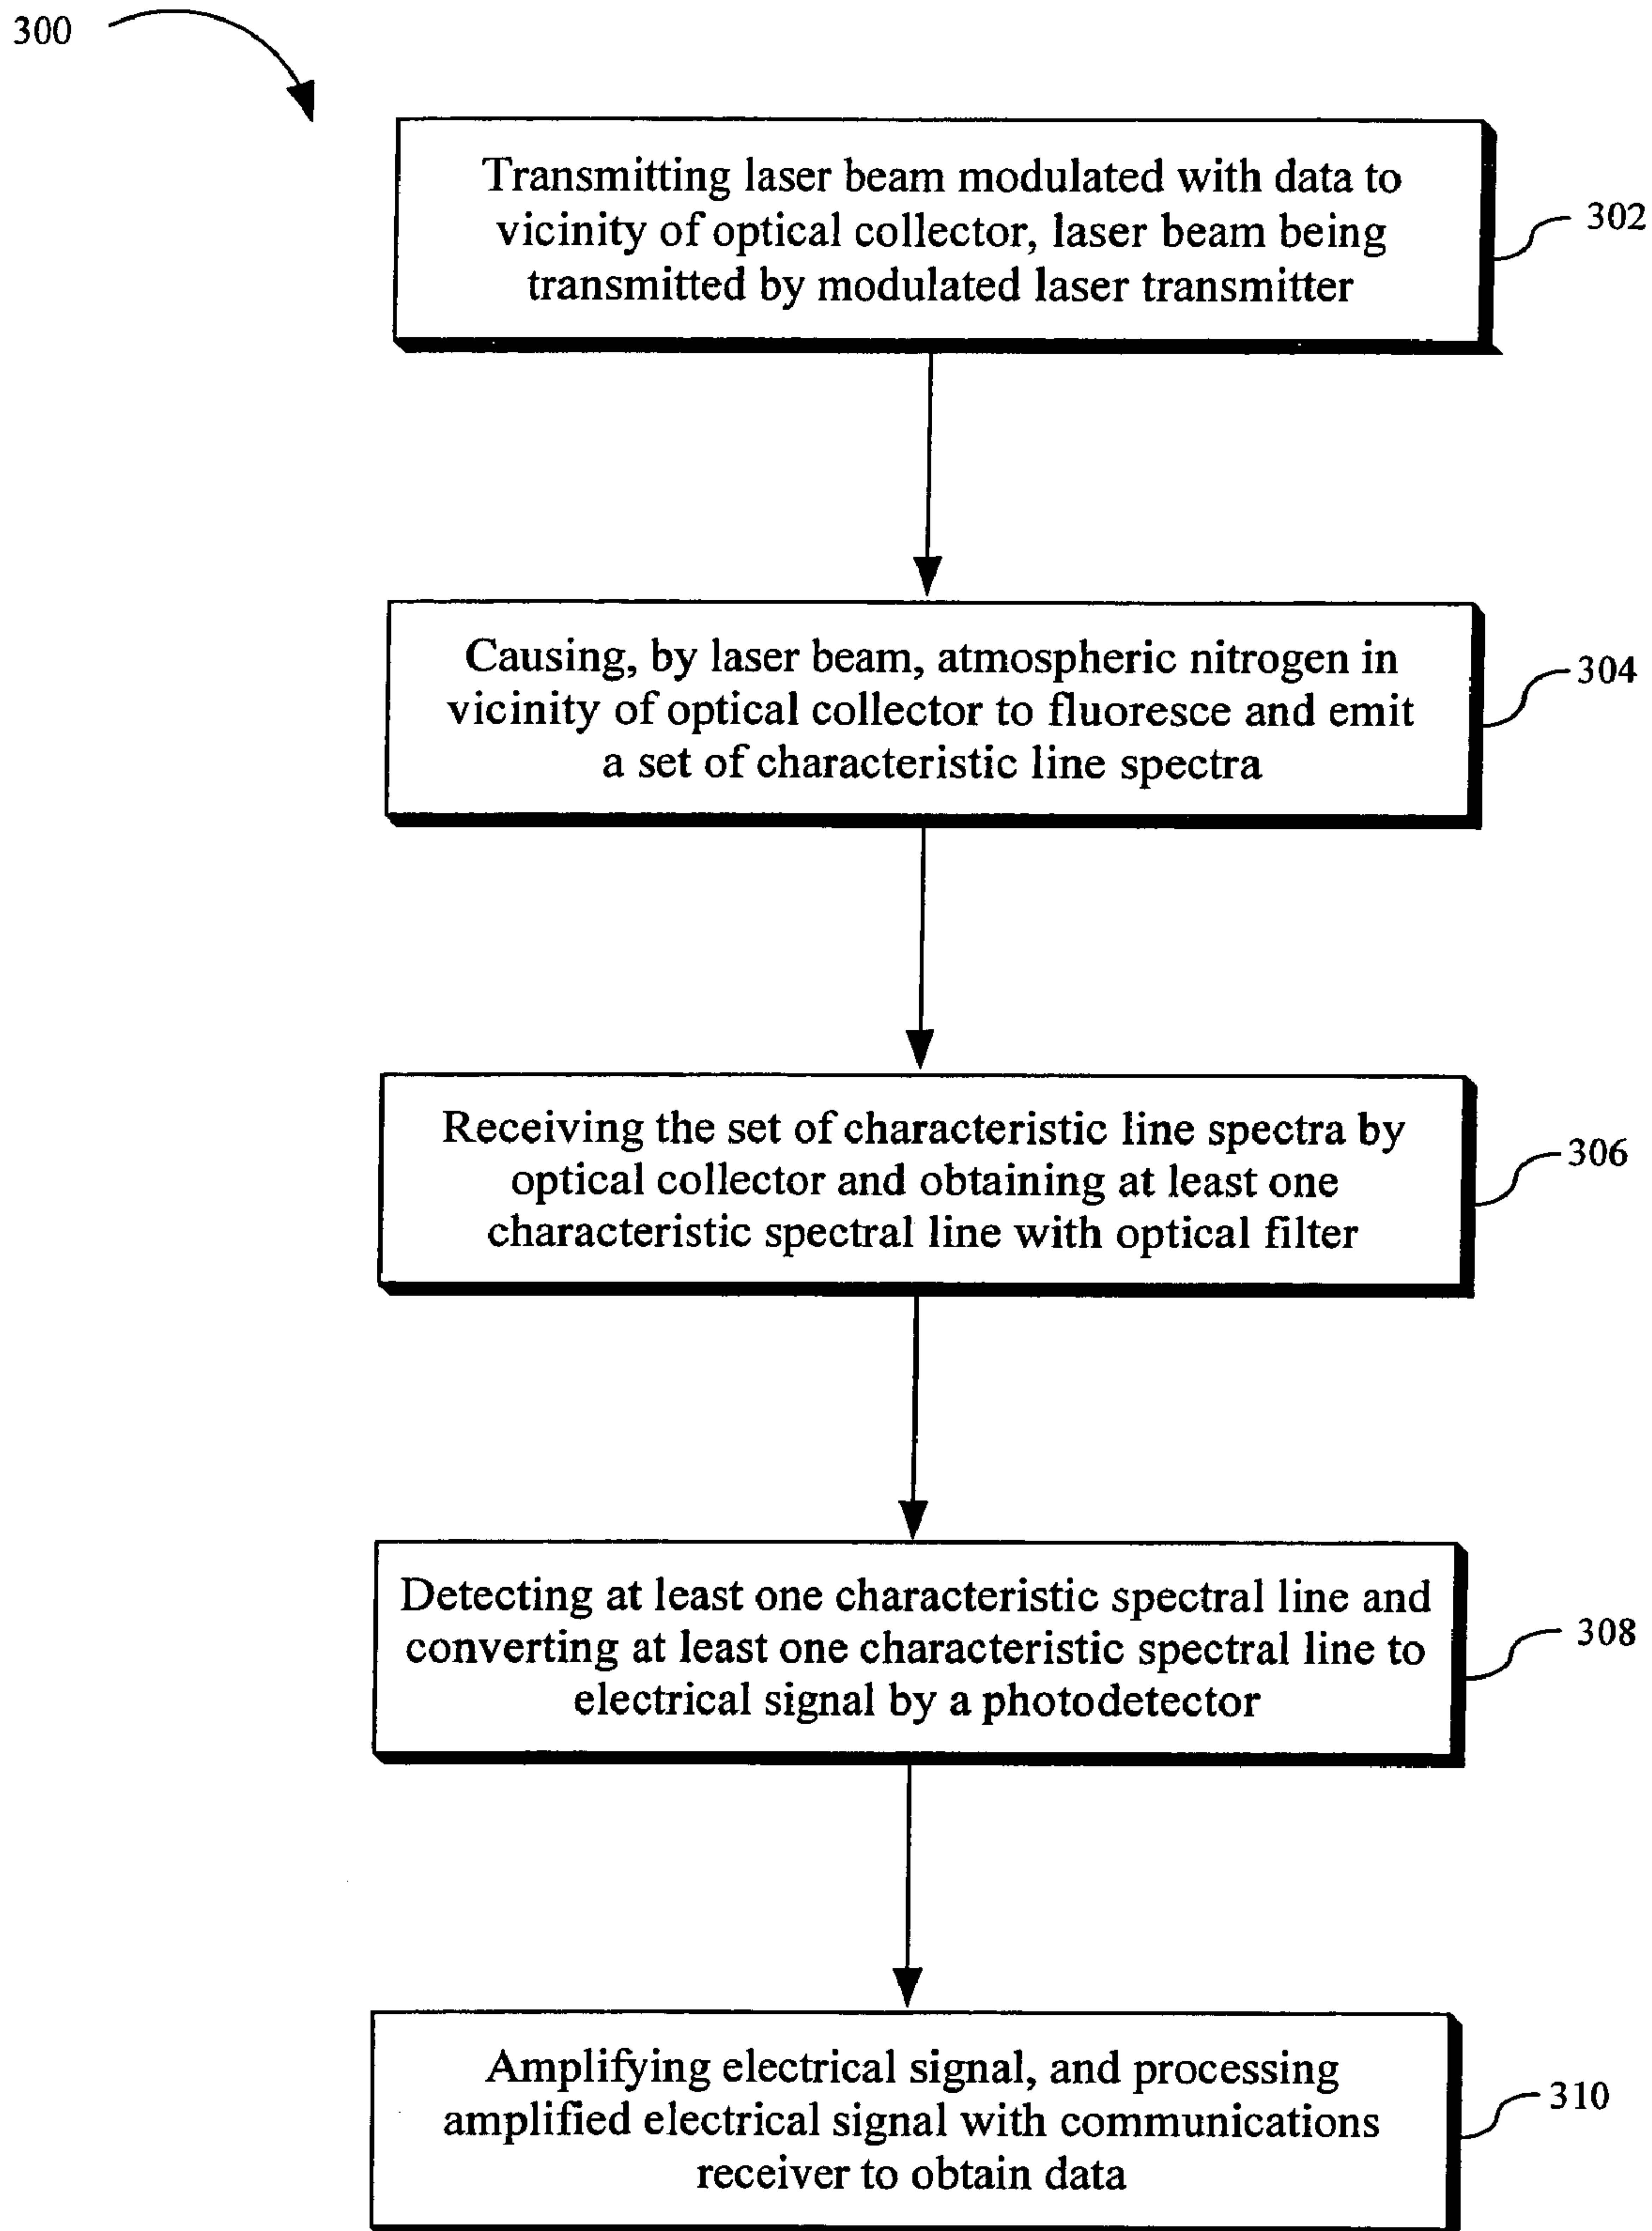 300
Transmitting laser beam modulated with data to
vicinity of optical collector, laser beam being
transmitted by modulated laser transmitter
302
Causing, by laser beam, atmospheric nitrogen in
vicinity of optical collector to fluoresce and emit
a set of characteristic line spectra
304
Receiving the set of characteristic line spectra by
optical collector and obtaining at least one
characteristic spectral line with optical filter
306
Detecting at least one characteristic spectral line and
converting at least one characteristic spectral line to
electrical signal by a photodetector
308
Amplifying electrical signal, and processing
amplified electrical signal with communications
receiver to obtain data
310